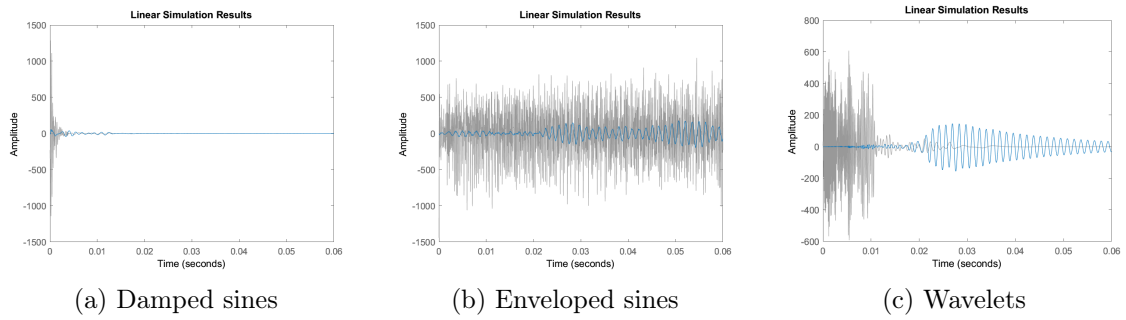 Linear Simulation Results
1500
1000
500
0
-500
-1000
-1500
Amplitude
0 0.01 0.02 0.03 0.04 0.05 0.06
Time (seconds)
(a) Damped sines
Linear Simulation Results
1500
1000
500
0
-500
-1000
-1500
Amplitude
0 0.01 0.02 0.03 0.04 0.05 0.06
Time (seconds)
(b) Enveloped sines
Linear Simulation Results
800
600
400
200
0
-200
-400
-600
Amplitude
0 0.01 0.02 0.03 0.04 0.05 0.06
Time (seconds)
(c) Wavelets